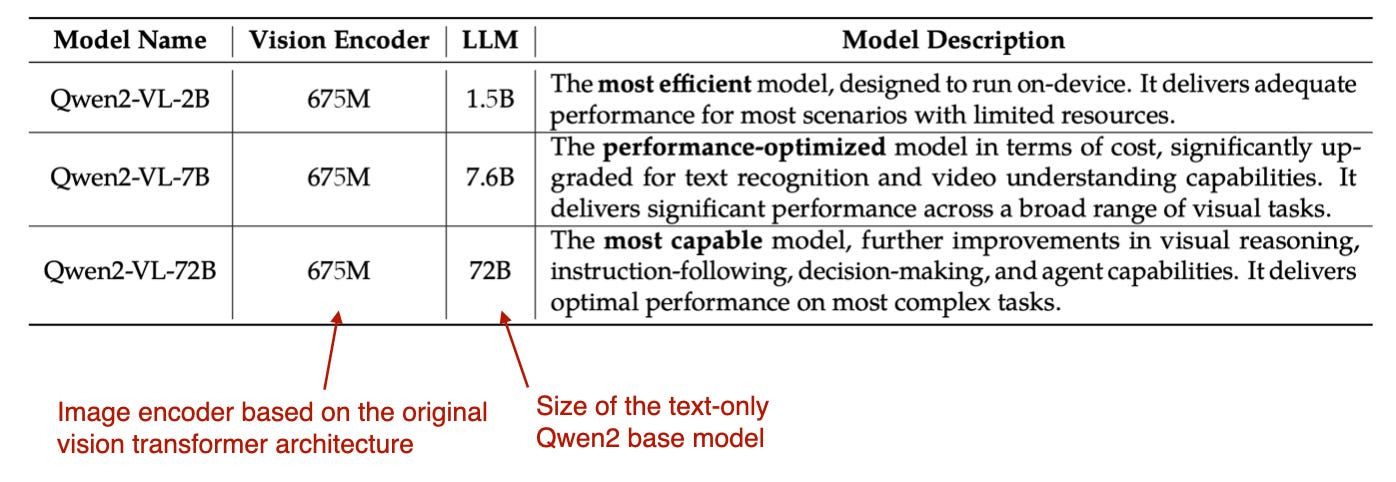 Model Name Vision Encoder LLM Model Description
Qwen2-VL-2B 675M 1.5B The most efficient model, designed to run on-device. It delivers adequate
performance for most scenarios with limited resources.
The performance-optimized model in terms of cost, significantly up-
Qwen2-VL-7B 675M 7.6B graded for text recognition and video understanding capabilities. It
delivers significant performance across a broad range of visual tasks.
The most capable model, further improvements in visual reasoning,
Qwen2-VL-72B 675M 72B instruction-following, decision-making, and agent capabilities. It delivers
optimal performance on most complex tasks.
Image encoder based on the original
vision transformer architecture
Size of the text-only
Qwen2 base model